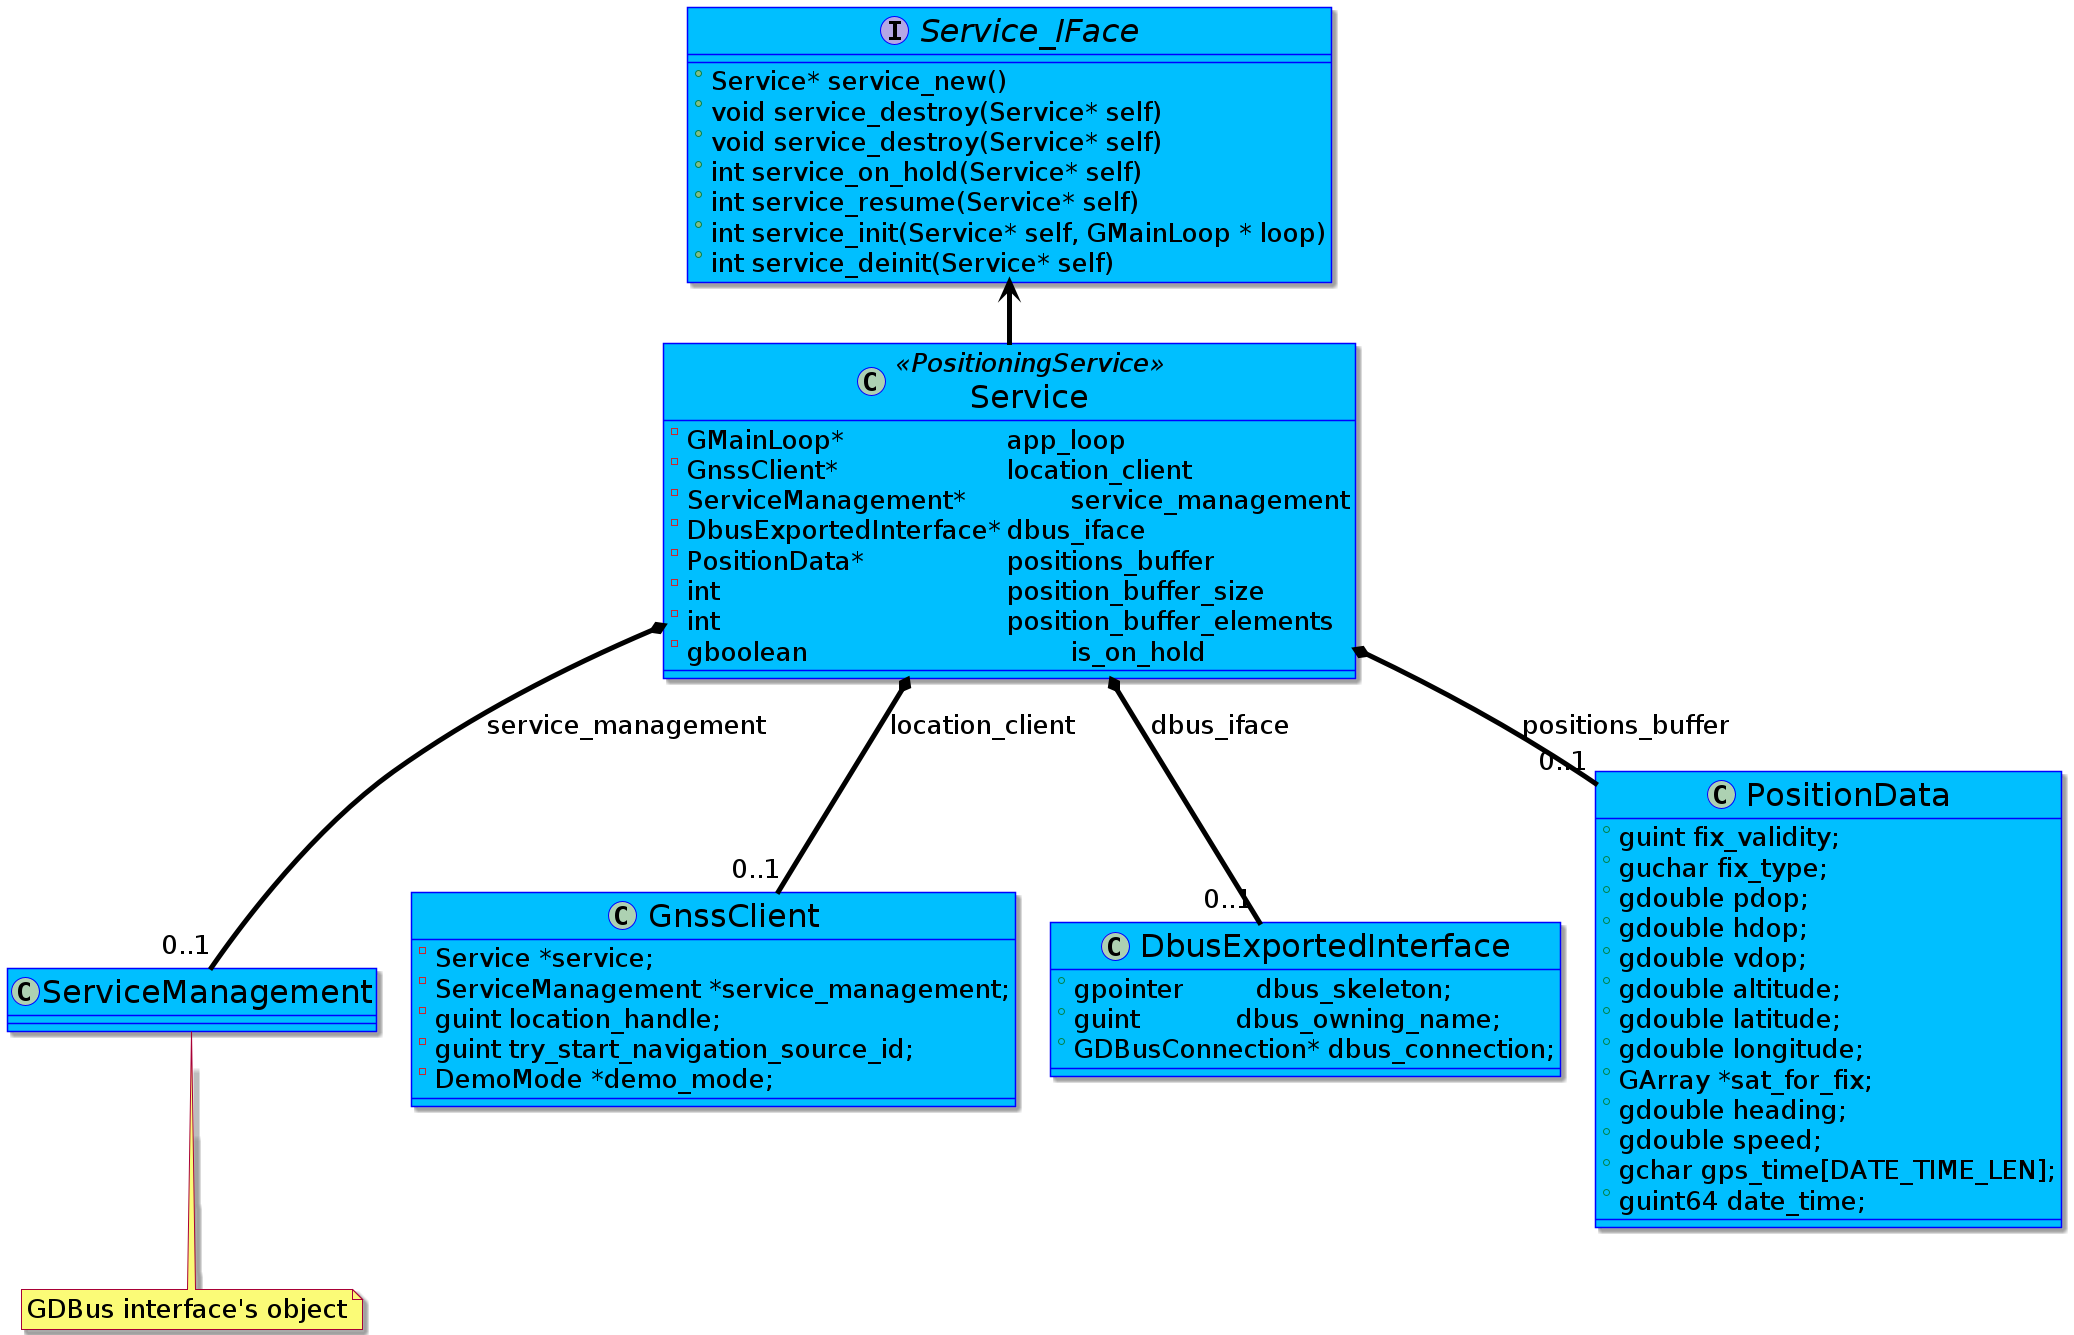 I Service_IFace
Service* service_new()
void service_destroy(Service* self)
void service_destroy(Service* self)
int service_on_hold(Service* self)
int service_resume(Service* self)
int service_init(Service* self, GMainLoop * loop)
int service_deinit(Service* self)
«PositioningService»
C Service
GMainLoop* app_loop
GnssClient* location_client
ServiceManagement* service_management
DbusExportedInterface* dbus_iface
PositionData* positions_buffer
int position_buffer_size
int position_buffer_elements
gboolean is_on_hold
service_management
location_client
dbus_iface
positions_buffer
0..1
0..1
0..1
0..1
C ServiceManagement
C GnssClient
Service *service;
ServiceManagement *service_management;
guint location_handle;
guint try_start_navigation_source_id;
DemoMode *demo_mode;
C DbusExportedInterface
gpointer dbus_skeleton;
guint dbus_owning_name;
GDBusConnection* dbus_connection;
C PositionData
guint fix_validity;
guchar fix_type;
gdouble pdop;
gdouble hdop;
gdouble vdop;
gdouble altitude;
gdouble latitude;
gdouble longitude;
GArray *sat_for_fix;
gdouble heading;
gdouble speed;
gchar gps_time[DATE_TIME_LEN];
guint64 date_time;
GDBus interface's object